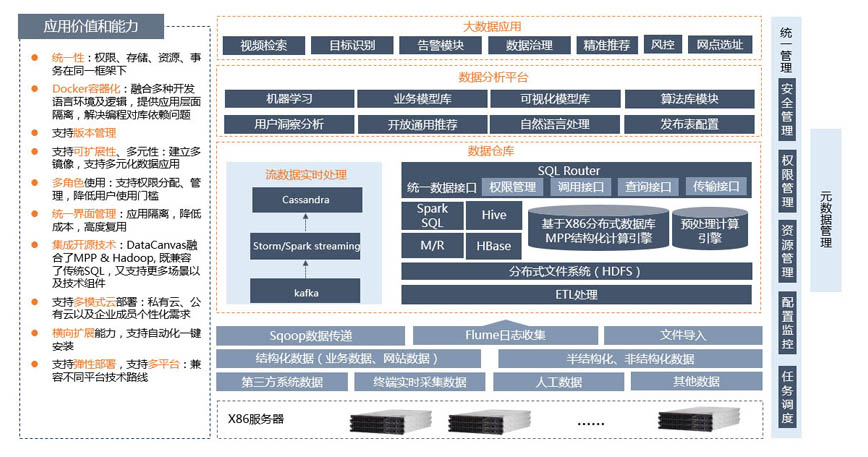 应用价值和能力
统一性：权限、存储、资源、事
务在同一框架下
Docker容器化：融合多种开发
语言环境及逻辑，提供应用层面
隔离，解决编程对库依赖问题
支持版本管理
支持可扩展性、多元性：建立多
镜像，支持多元化数据应用
多角色使用：支持权限分配、管
理，降低用户使用门槛
统一界面管理：应用隔离，降低
成本，高度复用
集成开源技术：DataCanvas融
合了MPP & Hadoop, 既兼容
了传统SQL，又支持更多场景以
及技术组件
支持多模式云部署：私有云、公
有云以及企业成员个性化需求
横向扩展能力，支持自动化一键
安装
支持弹性部署，支持多平台：兼
容不同平台技术路线
大数据应用
视频检索
目标识别
告警模块
数据治理
精准推荐
风控
网点选址
数据分析平台
机器学习
业务模型库
可视化模型库
算法库模块
用户洞察分析
开放通用推荐
自然语言处理
发布表配置
数据仓库
流数据实时处理
Cassandra
Storm/Spark streaming
kafka
SQL Router
统一数据接口
权限管理
调用接口
查询接口
传输接口
Spark
SQL
Hive
M/R
HBase
基于X86分布式数据库
MPP结构化计算引擎
预处理计算
引擎
分布式文件系统（HDFS）
ETL处理
Sqoop数据传递
Flume日志收集
文件导入
结构化数据（业务数据、网站数据）
半结构化、非结构化数据
第三方系统数据
终端实时采集数据
人工数据
其他数据
X86服务器
……
统一管理
安全管理
权限管理
资源管理
配置监控
任务调度
元数据管理